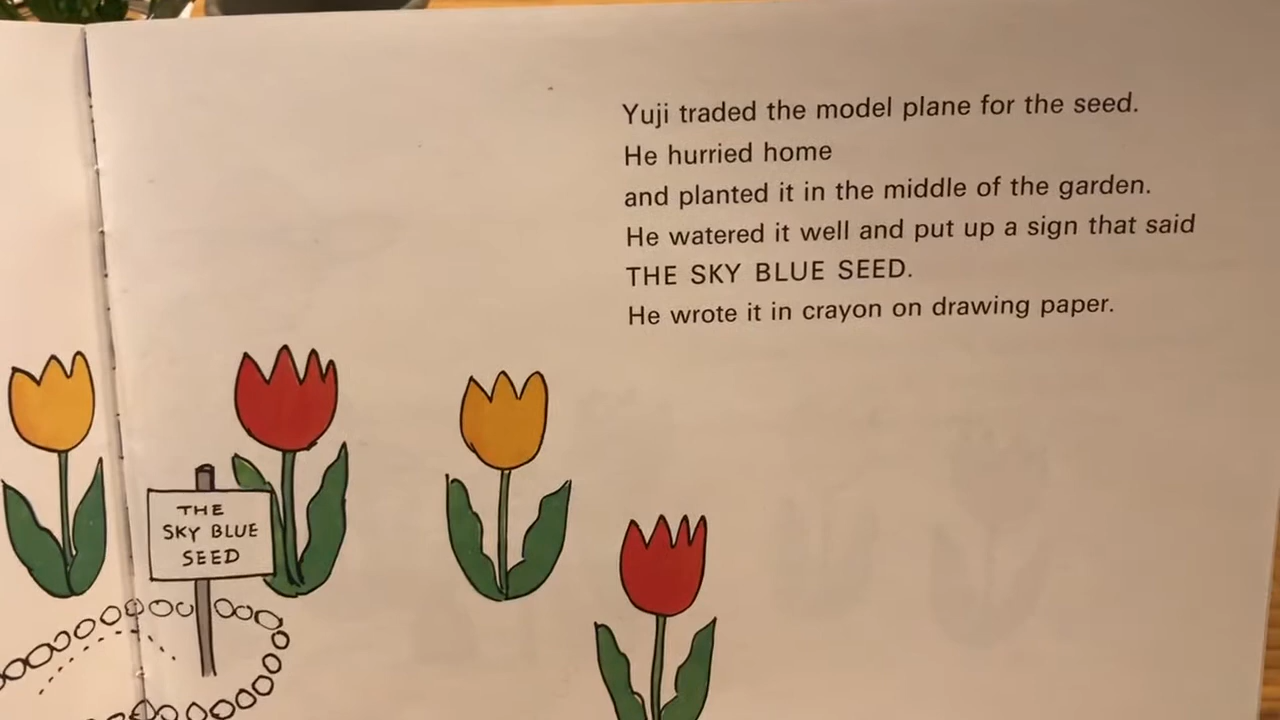 Yuji traded the model plane for the seed.
He hurried home
and planted it in the middle of the garden.
He watered it well and put up a sign that said
THE SKY BLUE SEED.
He wrote it in crayon on drawing paper.
THE
SKY BLUE
SEED